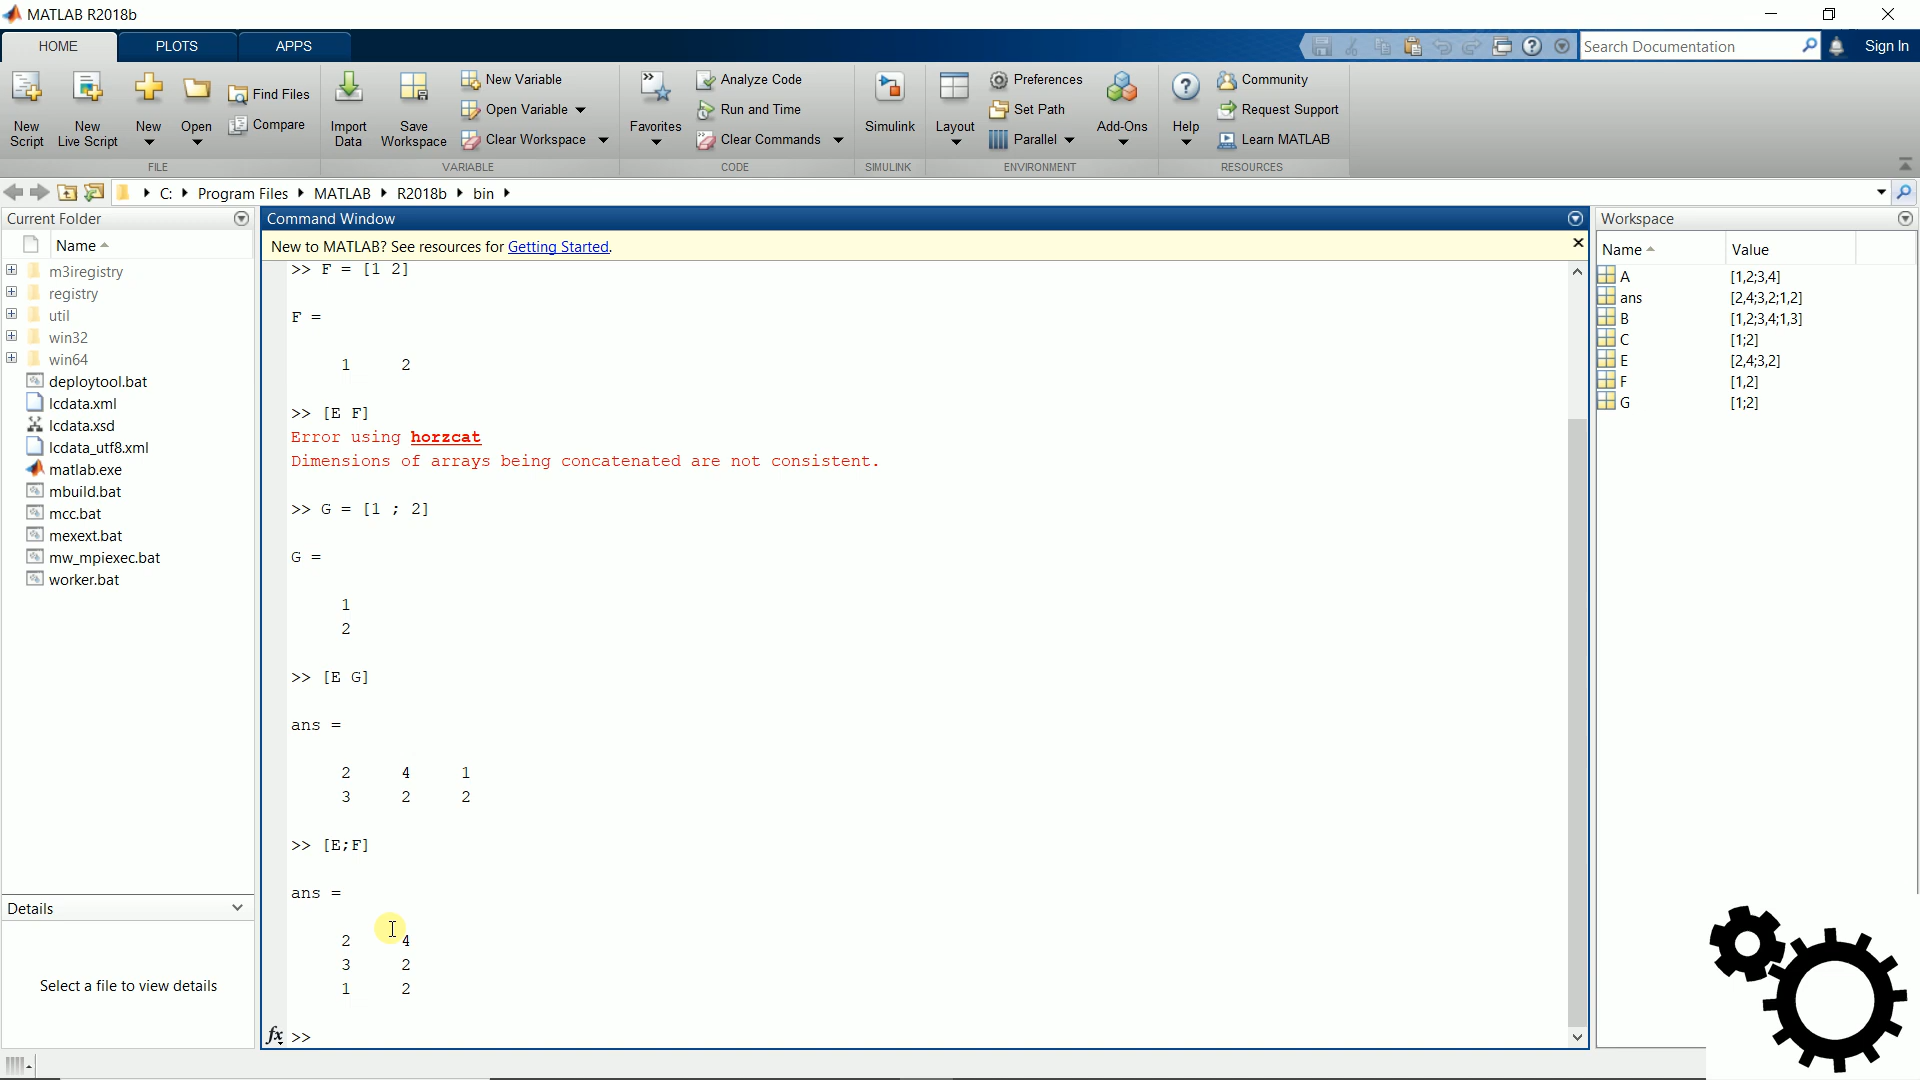 MATLAB R2018b
HOME PLOTS APPS
Search Documentation
Sign In
New Script
New Live Script
New
Open
Find Files
Compare
FILE
Import Data
Save Workspace
New Variable
Open Variable
Clear Workspace
VARIABLE
Favorites
Analyze Code
Run and Time
Clear Commands
CODE
Simulink
SIMULINK
Layout
Preferences
Set Path
Parallel
Add-Ons
ENVIRONMENT
Help
Community
Request Support
Learn MATLAB
RESOURCES
C: Program Files MATLAB R2018b bin
Current Folder
Name
m3iregistry
registry
util
win32
win64
deploytool.bat
lcdata.xml
lcdata.xsd
lcdata_utf8.xml
matlab.exe
mbuild.bat
mcc.bat
mexext.bat
mw_mpiexec.bat
worker.bat
Details
Select a file to view details
Command Window
New to MATLAB? See resources for Getting Started.
>> F = [1 2]
F =
1 2
>> [E F]
Error using horzcat
Dimensions of arrays being concatenated are not consistent.
>> G = [1 ; 2]
G =
1
2
>> [E G]
ans =
2 4 1
3 2 2
>> [E;F]
ans =
2 4
3 2
1 2
fx >>
Workspace
Name Value
A [1,2;3,4]
ans [2,4;3,2;1,2]
B [1,2;3,4;1,3]
C [1;2]
E [2,4;3,2]
F [1,2]
G [1;2]